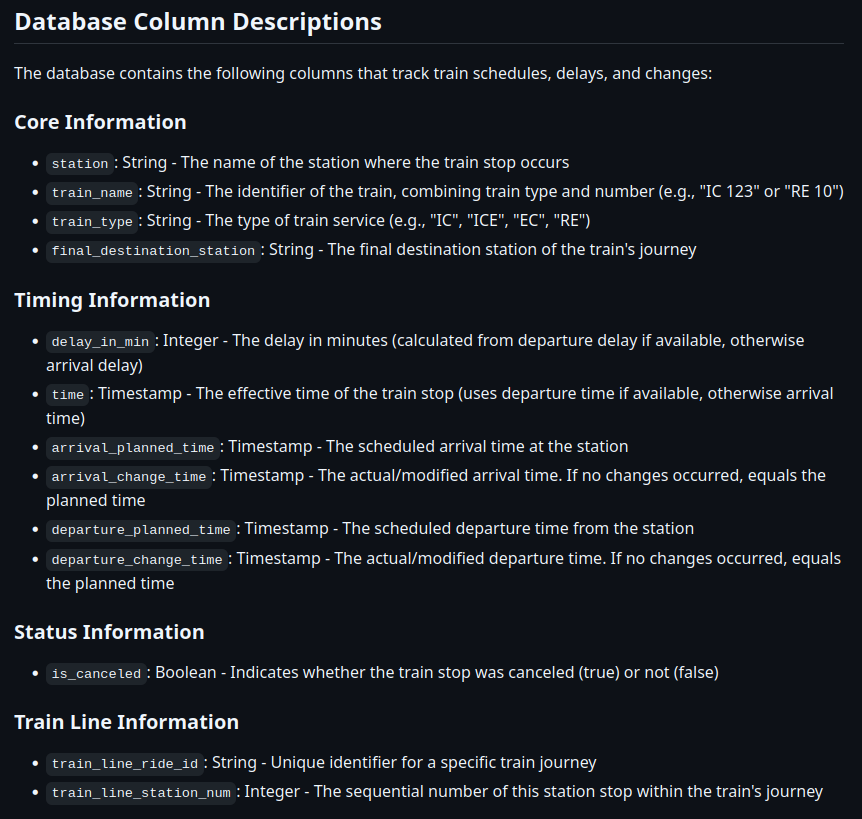 Database Column Descriptions
The database contains the following columns that track train schedules, delays, and changes:
Core Information
• station: String - The name of the station where the train stop occurs
• train_name: String - The identifier of the train, combining train type and number (e.g., "IC 123" or "RE 10")
• train_type: String - The type of train service (e.g., "IC", "ICE", "EC", "RE")
• final_destination_station: String - The final destination station of the train's journey
Timing Information
• delay_in_min: Integer - The delay in minutes (calculated from departure delay if available, otherwise
arrival delay)
• time: Timestamp - The effective time of the train stop (uses departure time if available, otherwise arrival
time)
• arrival_planned_time: Timestamp - The scheduled arrival time at the station
• arrival_change_time: Timestamp - The actual/modified arrival time. If no changes occurred, equals the
planned time
• departure_planned_time: Timestamp - The scheduled departure time from the station
• departure_change_time: Timestamp - The actual/modified departure time. If no changes occurred, equals
the planned time
Status Information
• is_canceled: Boolean - Indicates whether the train stop was canceled (true) or not (false)
Train Line Information
• train_line_ride_id: String - Unique identifier for a specific train journey
• train_line_station_num: Integer - The sequential number of this station stop within the train's journey